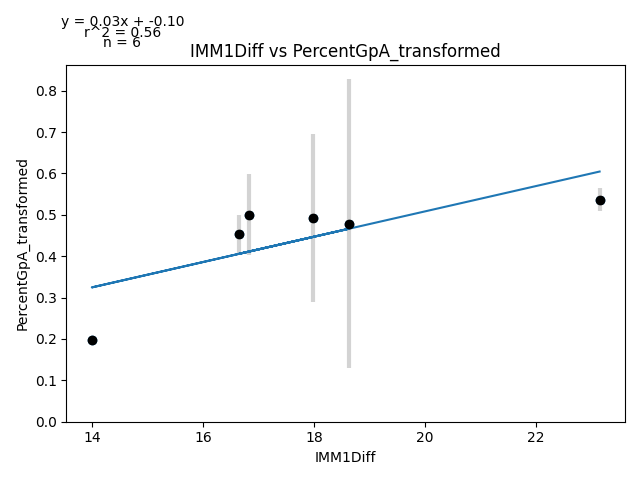 y = 0.03x + -0.10
r^2 = 0.56
n = 6
IMM1Diff vs PercentGpA_transformed
0.8
0.7
0.6
0.5
0.4
0.3
0.2
0.1
0.0
PercentGpA_transformed
14 16 18 20 22
IMM1Diff